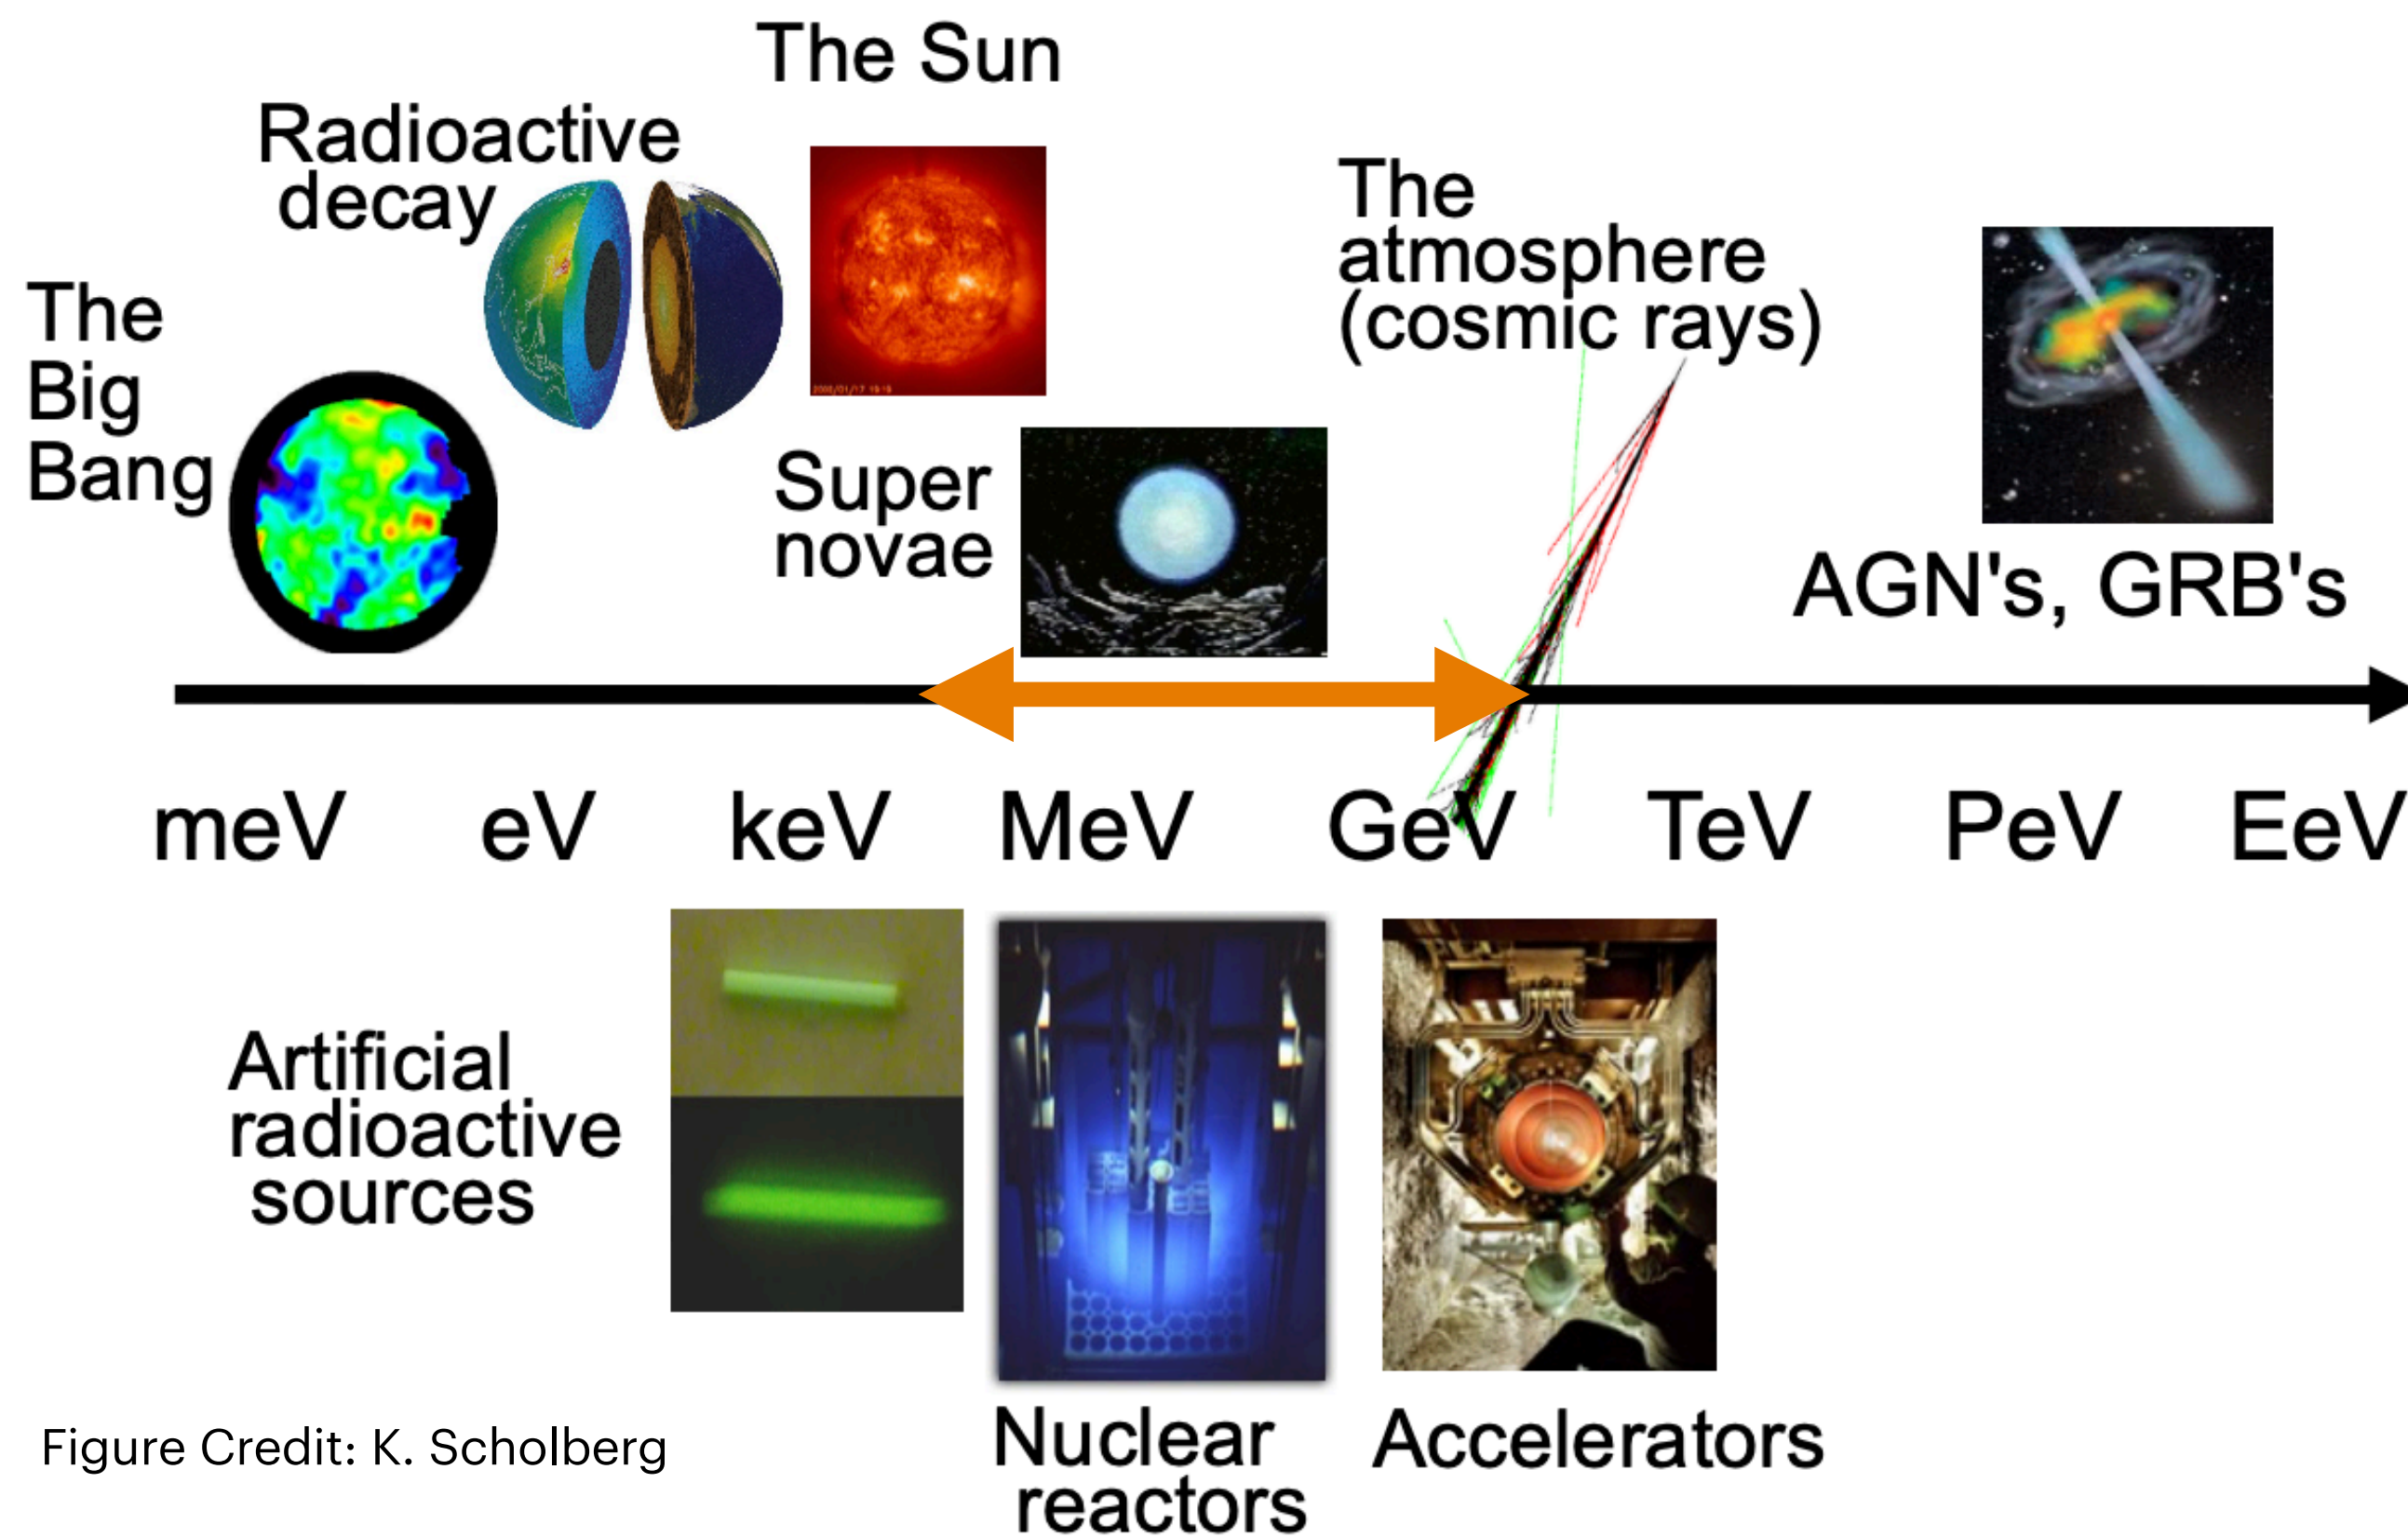 The Sun
Radioactive
decay
The
Big
Bang
The
atmosphere
(cosmic rays)
Super
novae
AGN's, GRB's
meV eV keV MeV GeV TeV PeV EeV
Artificial
radioactive
sources
Nuclear
reactors
Accelerators
Figure Credit: K. Scholberg